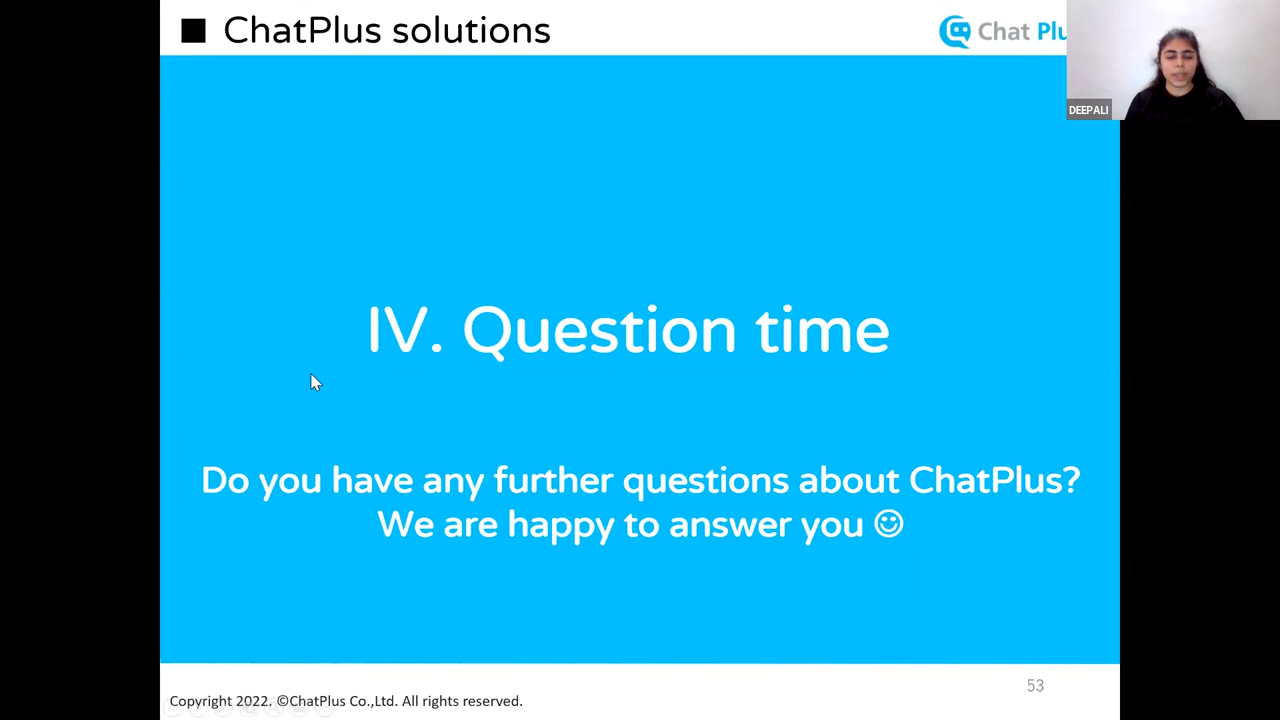 ■ ChatPlus solutions
Chat Plu
DEEPALI
IV. Question time
Do you have any further questions about ChatPlus?
We are happy to answer you ☺
53
Copyright 2022. ©ChatPlus Co.,Ltd. All rights reserved.